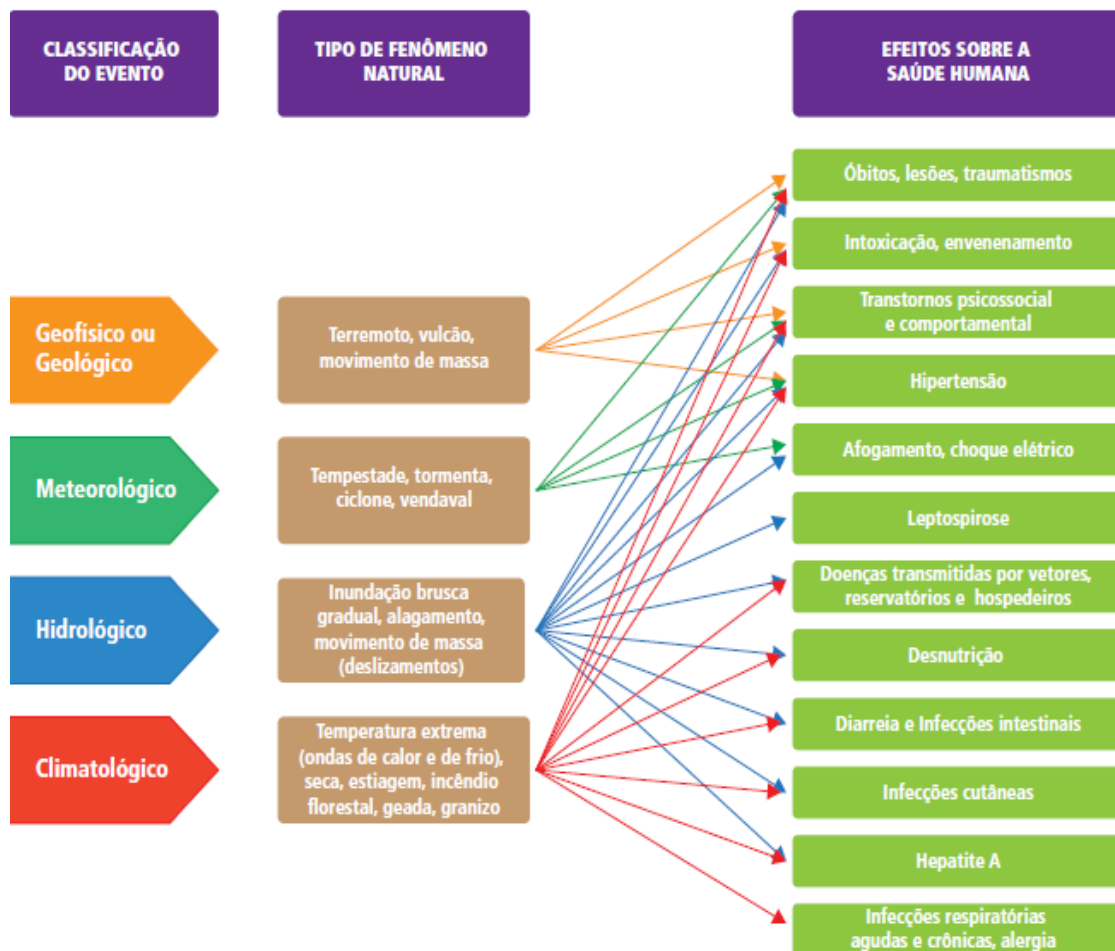 CLASSIFICAÇÃO
DO EVENTO
TIPO DE FENÔMENO
NATURAL
EFEITOS SOBRE A
SAÚDE HUMANA
Geofísico ou
Geológico
Terremoto, vulcão,
movimento de massa
Meteorológico
Tempestade, tormenta,
ciclone, vendaval
Hidrológico
Inundação brusca
gradual, alagamento,
movimento de massa
(deslizamentos)
Climatológico
Temperatura extrema
(ondas de calor e de frio),
seca, estiagem, incêndio
florestal, geada, granizo
Óbitos, lesões, traumatismos
Intoxicação, envenenamento
Transtornos psicossocial
e comportamental
Hipertensão
Afogamento, choque elétrico
Leptospirose
Doenças transmitidas por vetores,
reservatórios e hospedeiros
Desnutrição
Diarreia e Infecções intestinais
Infecções cutâneas
Hepatite A
Infecções respiratórias
agudas e crônicas, alergia